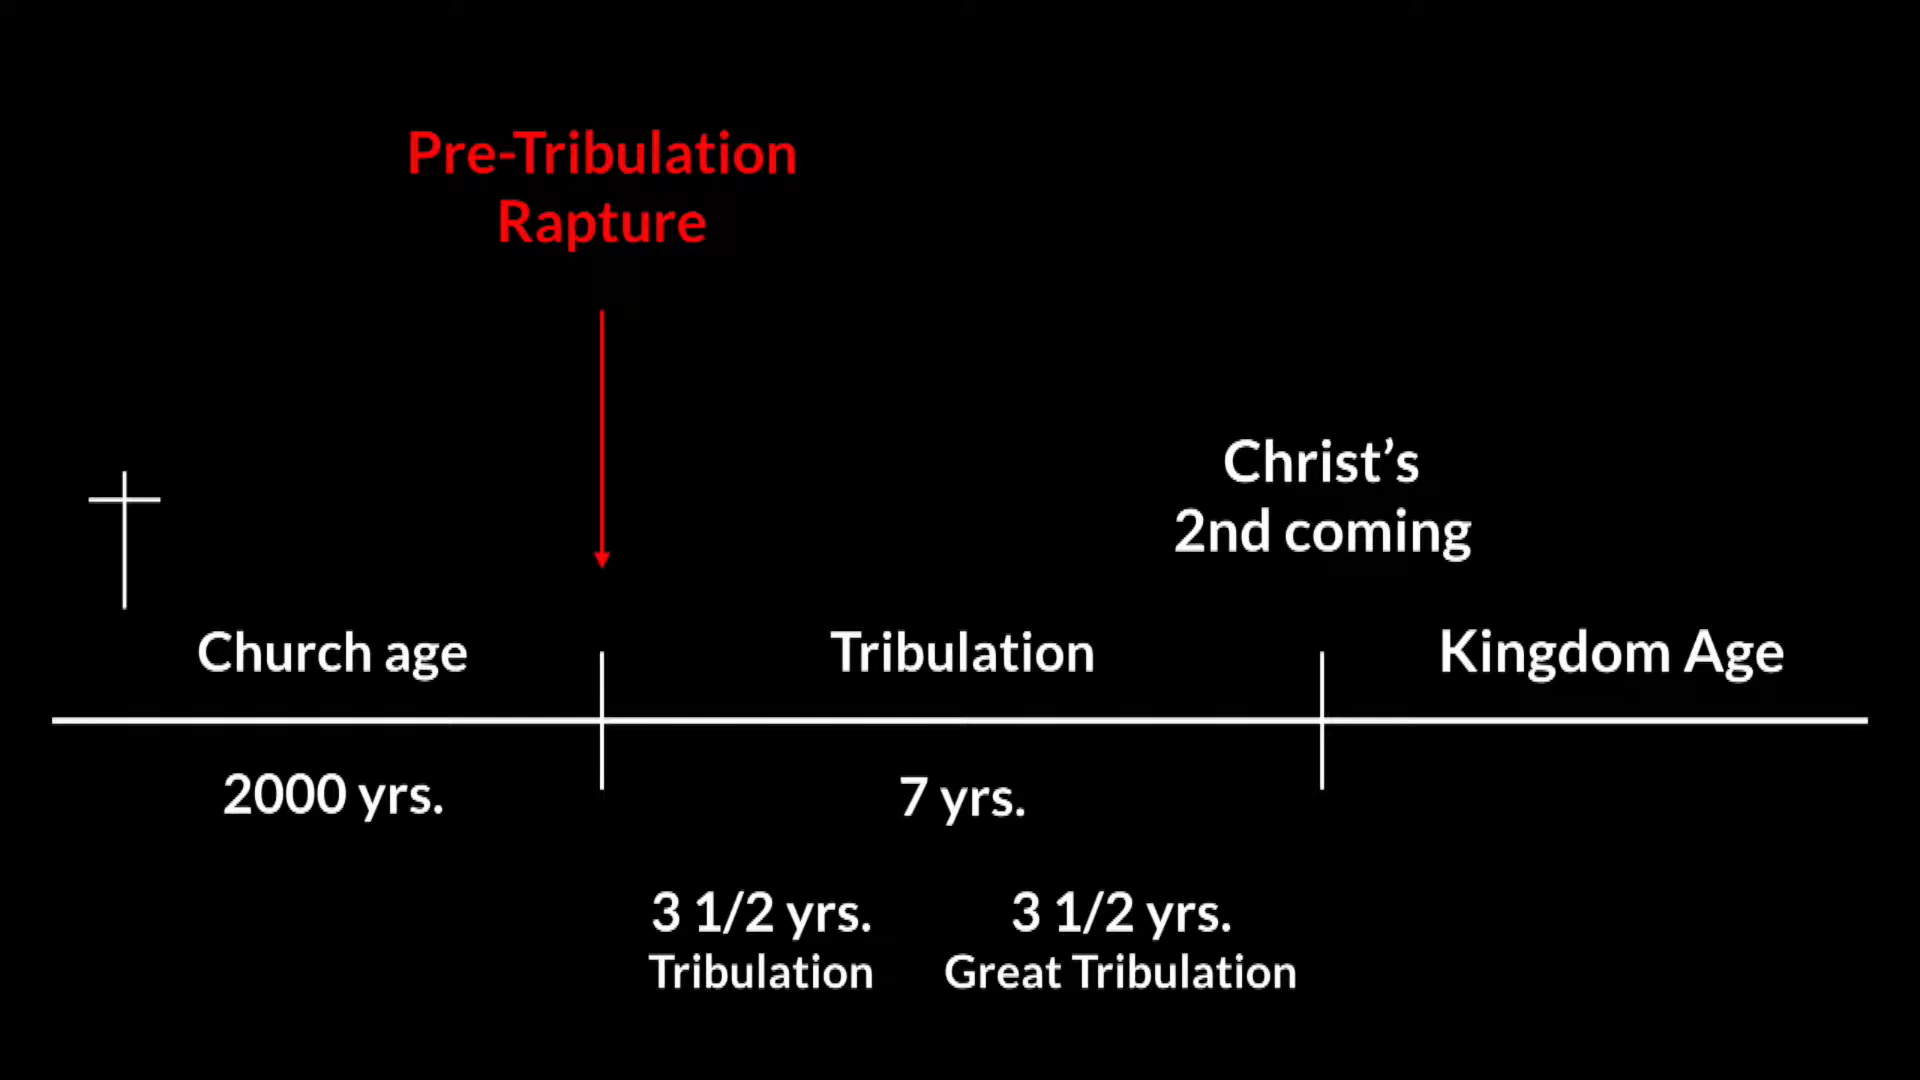 Pre-Tribulation
Rapture
Christ’s
2nd coming
Church age
Tribulation
Kingdom Age
2000 yrs.
7 yrs.
3 1/2 yrs.
Tribulation
3 1/2 yrs.
Great Tribulation